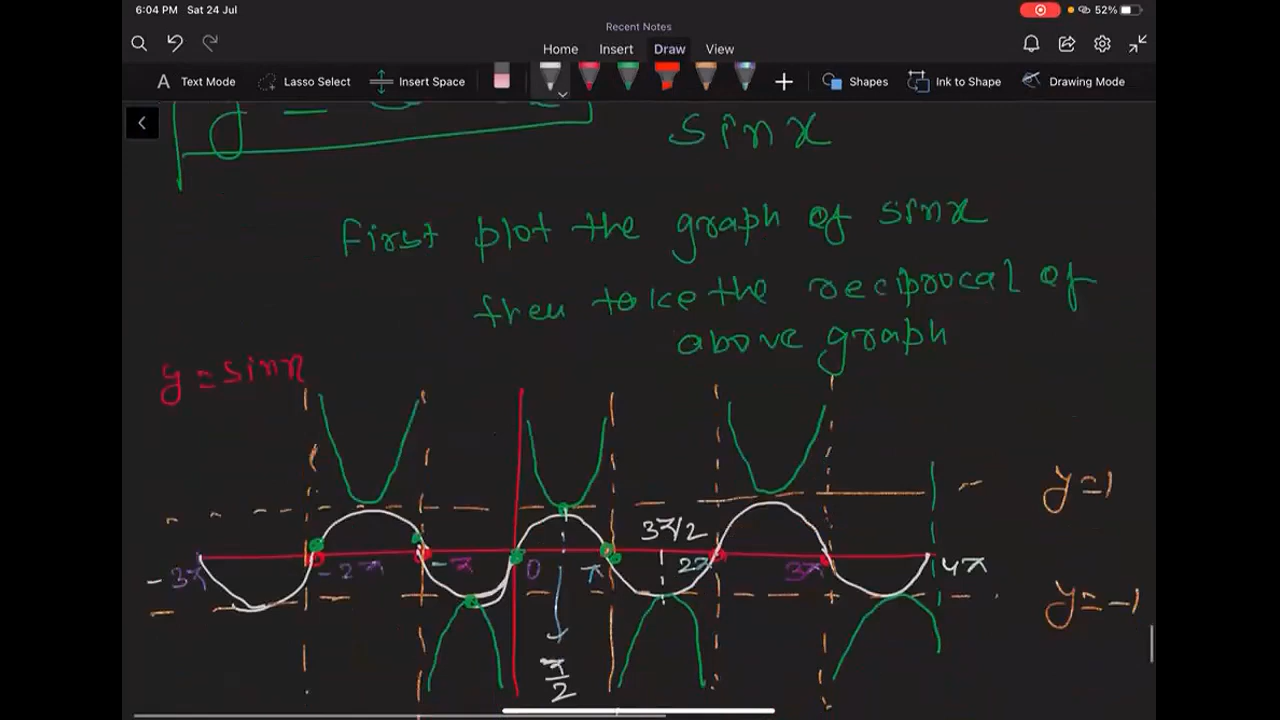 6:04 PM Sat 24 Jul
52%
Recent Notes
Home Insert Draw View
Text Mode Lasso Select Insert Space Shapes Ink to Shape Drawing Mode
sinx
First plot the graph of sinx
then take the reciprocal of
above graph
y = sinx
y = 1
3π/2
-3π -2π -π 0 π 2π 3π 4π
y = -1
π/2